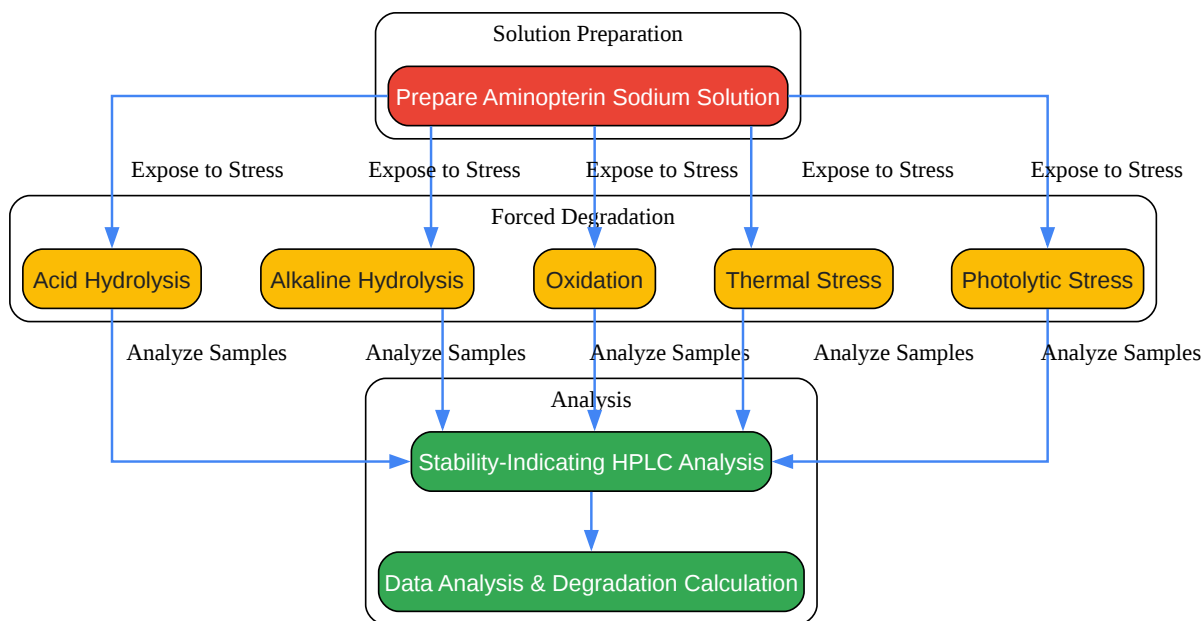 Solution Preparation
Prepare Aminopterin Sodium Solution
Expose to Stress
Expose to Stress
Expose to Stress
Expose to Stress
Expose to Stress
Forced Degradation
Acid Hydrolysis
Alkaline Hydrolysis
Oxidation
Thermal Stress
Photolytic Stress
Analyze Samples
Analyze Samples
Analyze Samples
Analyze Samples
Analyze Samples
Analysis
Stability-Indicating HPLC Analysis
Data Analysis & Degradation Calculation